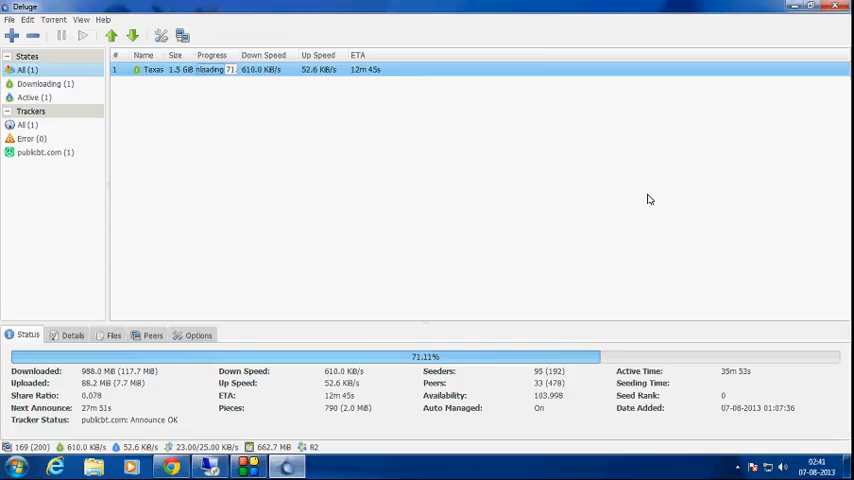 Deluge
File Edit Torrent View Help
States
All (1)
Downloading (1)
Active (1)
Trackers
All (1)
Error (0)
publicbt.com (1)
# Name Size Progress Down Speed Up Speed ETA
1 Texas 1.5 GB nloading 71. 610.0 KiB/s 52.6 KiB/s 12m 45s
Status Details Files Peers Options
71.11%
Downloaded: 988.0 MiB (117.7 MiB) Down Speed: 610.0 KiB/s Seeders: 95 (192) Active Time: 35m 53s
Uploaded: 88.2 MiB (7.7 MiB) Up Speed: 52.6 KiB/s Peers: 33 (478) Seeding Time:
Share Ratio: 0.078 ETA: 12m 45s Availability: 103.998 Seed Rank: 0
Next Announce: 27m 51s Pieces: 790 (2.0 MiB) Auto Managed: On Date Added: 07-08-2013 01:07:36
Tracker Status: publicbt.com: Announce OK
169 (200) 610.0 KiB/s 52.6 KiB/s 23.00/25.00 KiB/s 662.7 MiB 82
02:41
07-08-2013